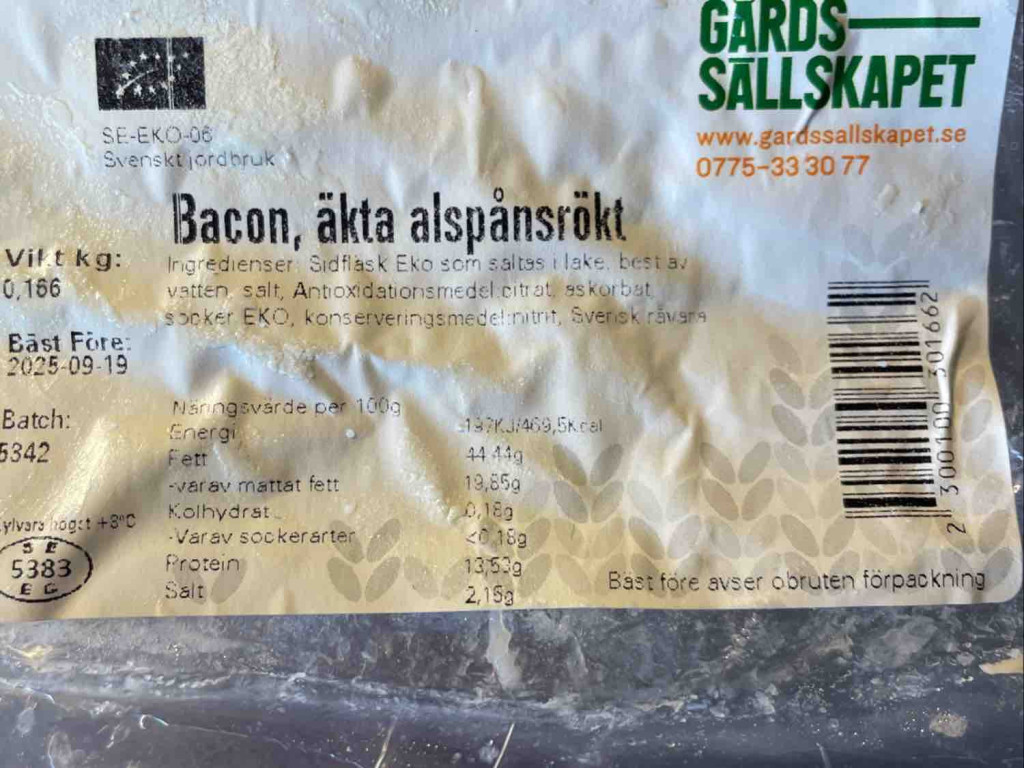 GÅRDS
SÄLLSKAPET
www.gardssallskapet.se
0775-33 30 77
SE-EKO-06
Svenskt jordbruk
Bacon, äkta alspånsrökt
Vikt kg:
0,166
Ingredienser: Sidfläsk Eko som saltas i lake, best av
vatten, salt, Antioxidationsmedel:citrat, askorbat,
socker EKO, konserveringsmedel:nitrit, Svensk råvara
Bäst Före:
2025-09-19
Batch:
5342
Näringsvärde per 100g
Energi 469,5Kcal
Fett 44,44g
-varav mättat fett 19,85g
Kolhydrat 0,18g
-Varav sockerarter <0,18g
Protein 13,53g
Salt
högst +8°C
SE
5383
EG
2 300100 301662
Bäst före avser obruten förpackning